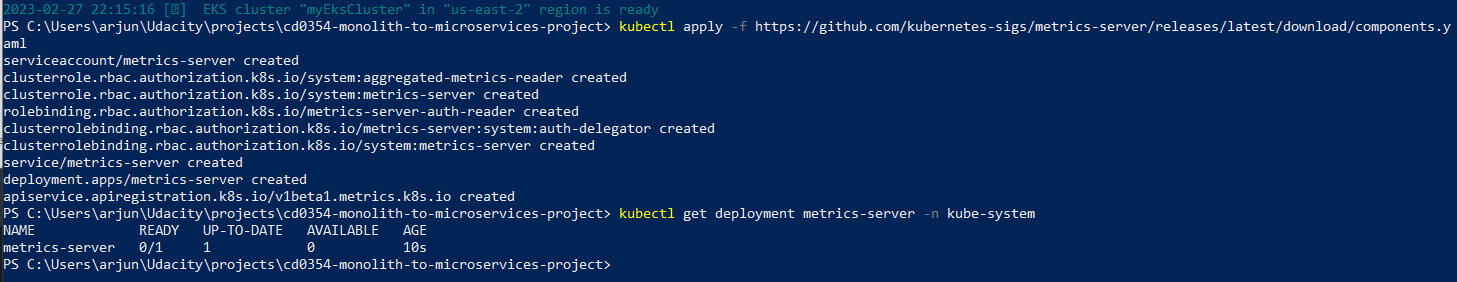 2023-02-27 22:15:16 [ℹ]  EKS cluster "myEksCluster" in "us-east-2" region is ready
PS C:\Users\arjun\Udacity\projects\cd0354-monolith-to-microservices-project> kubectl apply -f https://github.com/kubernetes-sigs/metrics-server/releases/latest/download/components.y
aml
serviceaccount/metrics-server created
clusterrole.rbac.authorization.k8s.io/system:aggregated-metrics-reader created
clusterrole.rbac.authorization.k8s.io/system:metrics-server created
rolebinding.rbac.authorization.k8s.io/metrics-server-auth-reader created
clusterrolebinding.rbac.authorization.k8s.io/metrics-server:system:auth-delegator created
clusterrolebinding.rbac.authorization.k8s.io/system:metrics-server created
service/metrics-server created
deployment.apps/metrics-server created
apiservice.apiregistration.k8s.io/v1beta1.metrics.k8s.io created
PS C:\Users\arjun\Udacity\projects\cd0354-monolith-to-microservices-project> kubectl get deployment metrics-server -n kube-system
NAME             READY   UP-TO-DATE   AVAILABLE   AGE
metrics-server   0/1     1            0           10s
PS C:\Users\arjun\Udacity\projects\cd0354-monolith-to-microservices-project>